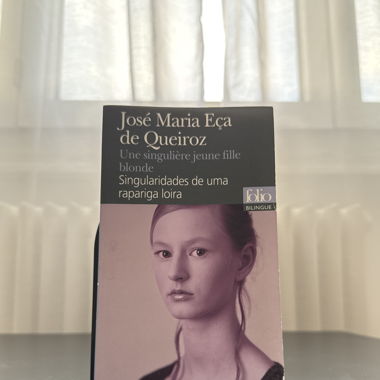 José Maria Eça
de Queiroz
Une singulière jeune fille
blonde
Singularidades de uma
rapariga loira
folio
BILINGUE